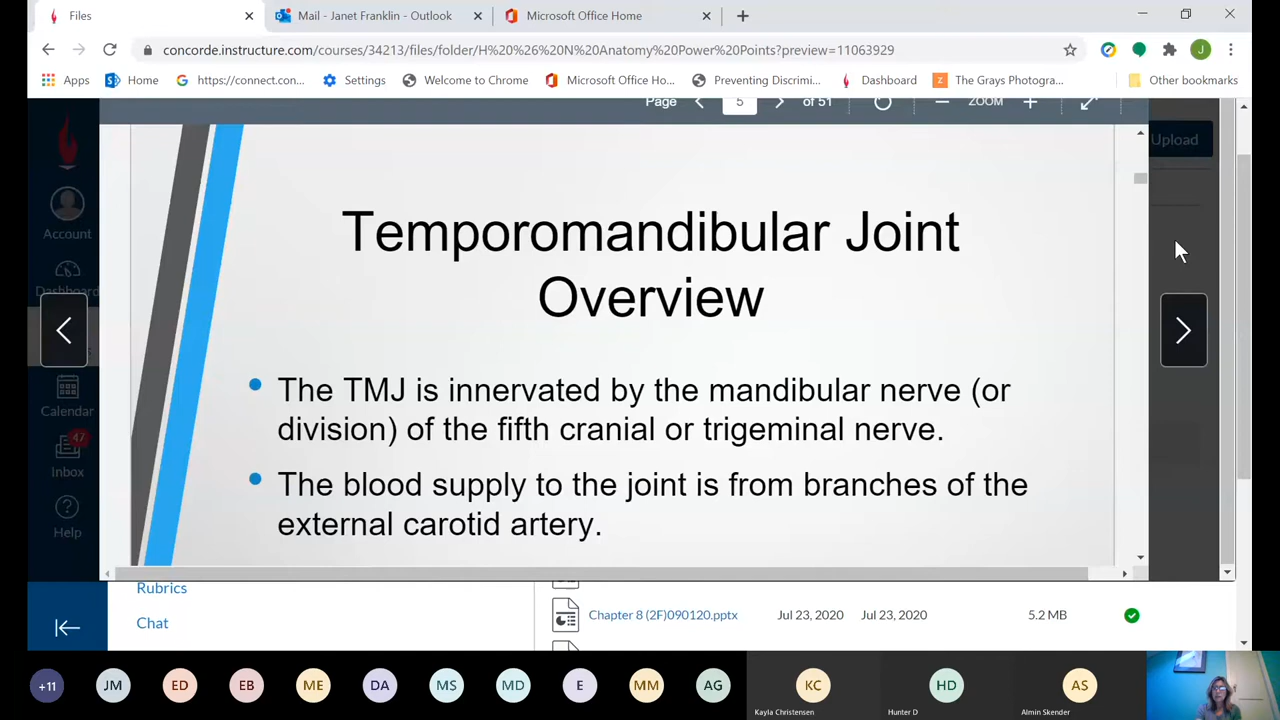 Files
Mail - Janet Franklin - Outlook
Microsoft Office Home
concorde.instructure.com/courses/34213/files/folder/H%20%26%20N%20Anatomy%20Power%20Points?preview=11063929
J
Apps
Home
https://connect.con...
Settings
Welcome to Chrome
Microsoft Office Ho...
Preventing Discrim...
Dashboard
The Grays Photogra...
Other bookmarks
Page 5 of 51
ZOOM
Upload
Account
Dashboard
Calendar
47
Inbox
Help
Temporomandibular Joint
Overview
The TMJ is innervated by the mandibular nerve (or
division) of the fifth cranial or trigeminal nerve.
The blood supply to the joint is from branches of the
external carotid artery.
Rubrics
Chat
Chapter 8 (2F)090120.pptx Jul 23, 2020 Jul 23, 2020 5.2 MB
+11 JM ED EB ME DA MS MD E MM AG KC HD AS
Kayla Christensen Hunter D Almin Skender